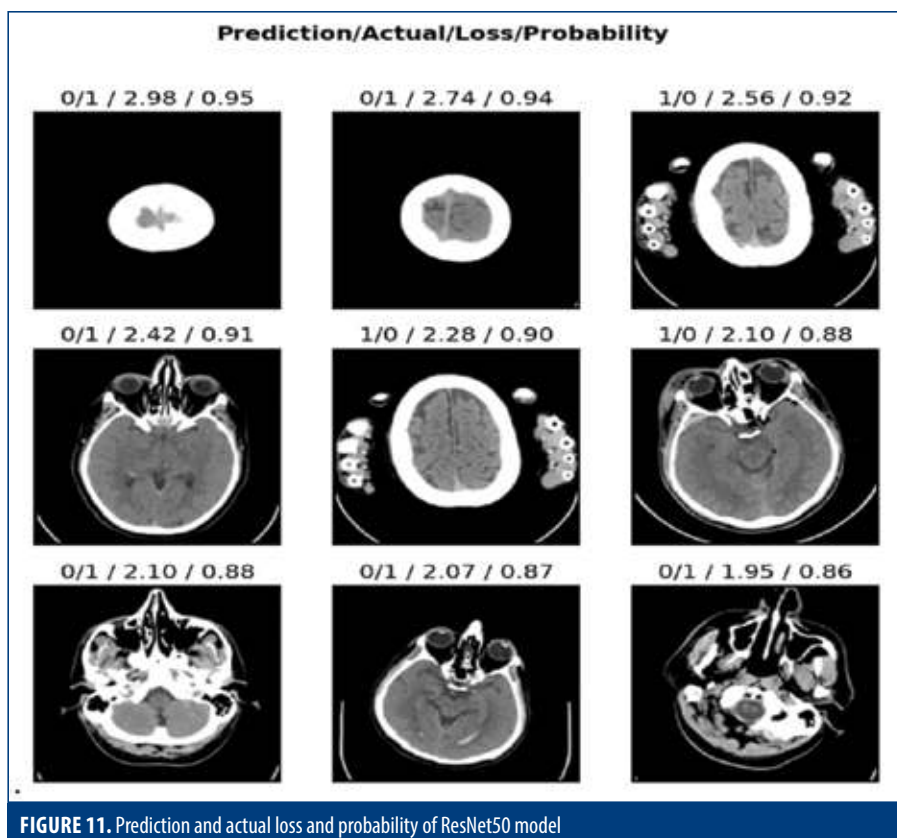 Prediction/Actual/Loss/Probability
0/1 / 2.98 / 0.95
0/1 / 2.74 / 0.94
1/0 / 2.56 / 0.92
0/1 / 2.42 / 0.91
1/0 / 2.28 / 0.90
1/0 / 2.10 / 0.88
0/1 / 2.10 / 0.88
0/1 / 2.07 / 0.87
0/1 / 1.95 / 0.86
FIGURE 11. Prediction and actual loss and probability of ResNet50 model